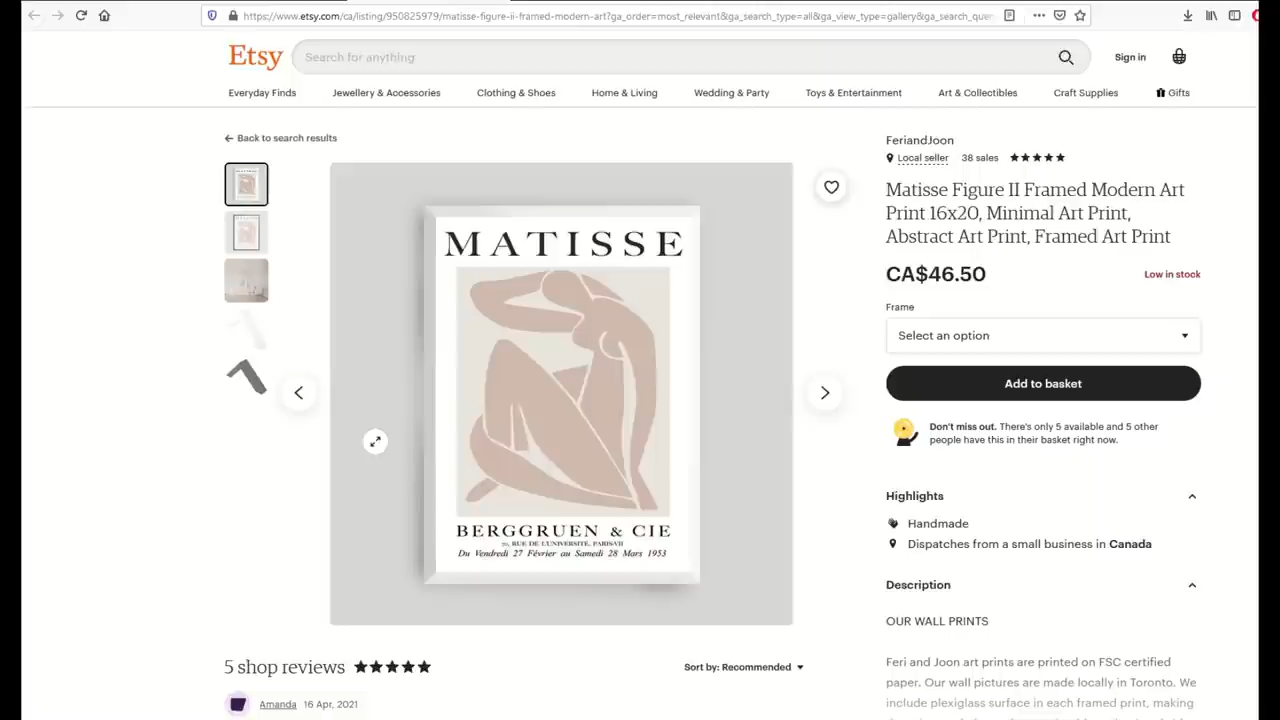 https://www.etsy.com/ca/listing/950825979/matisse-figure-ii-framed-modern-art?ga_order=most_relevant&ga_search_type=all&ga_view_type=gallery&ga_search_quer
Etsy
Search for anything
Sign in
Everyday Finds
Jewellery & Accessories
Clothing & Shoes
Home & Living
Wedding & Party
Toys & Entertainment
Art & Collectibles
Craft Supplies
Gifts
Back to search results
MATISSE
BERGGRUEN & CIE
70, RUE DE L'UNIVERSITÉ, PARIS-VII
Du Vendredi 27 Février au Samedi 28 Mars 1953
FeriandJoon
Local seller 38 sales
Matisse Figure II Framed Modern Art
Print 16x20, Minimal Art Print,
Abstract Art Print, Framed Art Print
CA$46.50
Low in stock
Frame
Select an option
Add to basket
Don't miss out. There's only 5 available and 5 other
people have this in their basket right now.
Highlights
Handmade
Dispatches from a small business in Canada
Description
OUR WALL PRINTS
Feri and Joon art prints are printed on FSC certified
paper. Our wall pictures are made locally in Toronto. We
include plexiglass surface in each framed print, making
5 shop reviews
Sort by: Recommended
Amanda 16 Apr, 2021